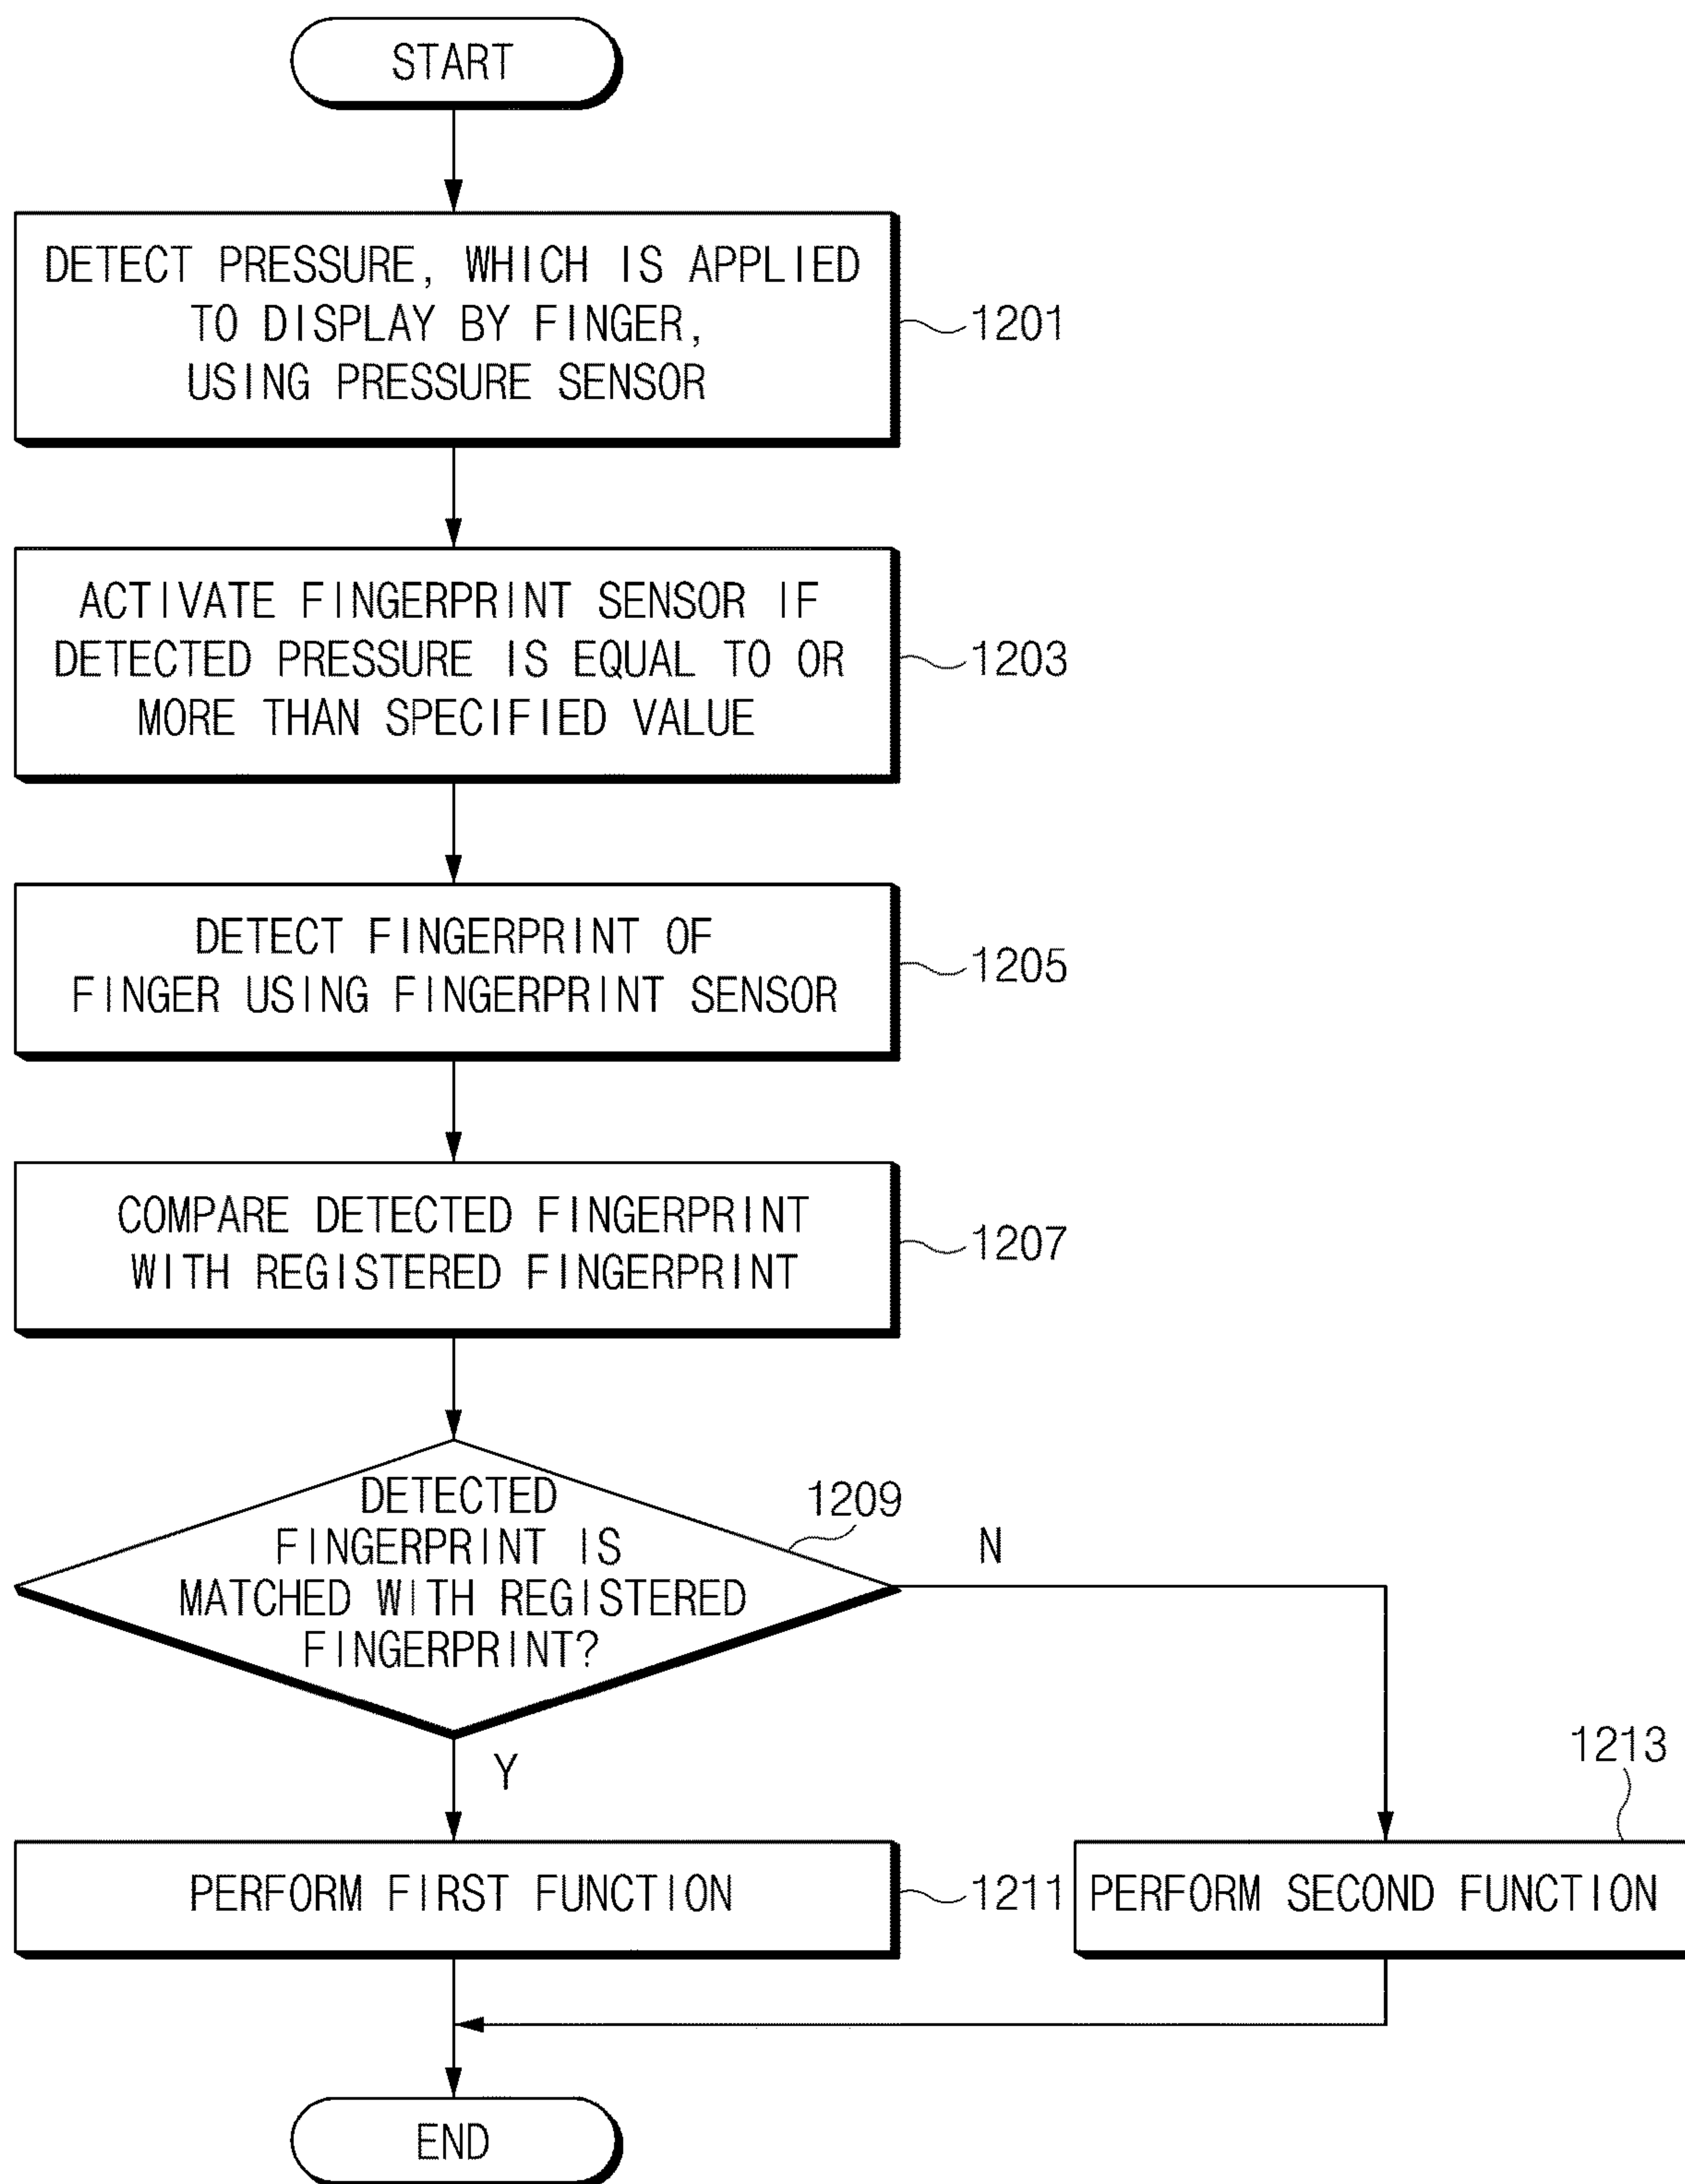 START
DETECT PRESSURE, WHICH IS APPLIED
TO DISPLAY BY FINGER,
USING PRESSURE SENSOR
1201
ACTIVATE FINGERPRINT SENSOR IF
DETECTED PRESSURE IS EQUAL TO OR
MORE THAN SPECIFIED VALUE
1203
DETECT FINGERPRINT OF
FINGER USING FINGERPRINT SENSOR
1205
COMPARE DETECTED FINGERPRINT
WITH REGISTERED FINGERPRINT
1207
DETECTED
FINGERPRINT IS
MATCHED WITH REGISTERED
FINGERPRINT?
1209
N
Y
1213
PERFORM FIRST FUNCTION
1211
PERFORM SECOND FUNCTION
END